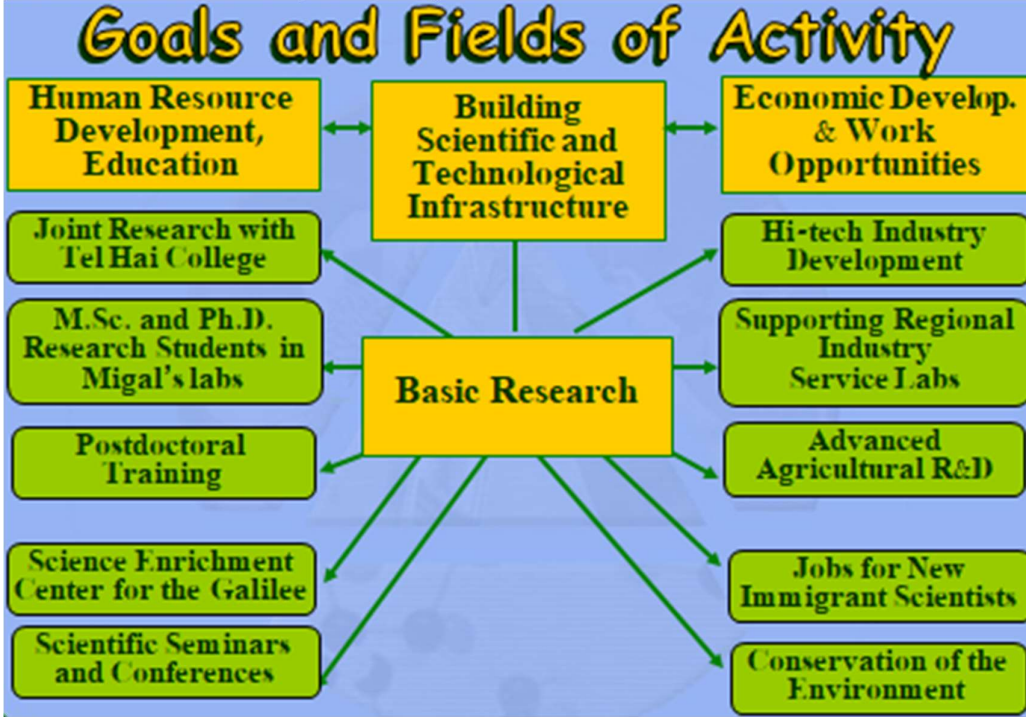 Goals and Fields of Activity
Human Resource
Development,
Education
Building
Scientific and
Technological
Infrastructure
Economic Develop.
& Work
Opportunities
Joint Research with
Tel Hai College
M.Sc. and Ph.D.
Research Students in
Migal's labs
Postdoctoral
Training
Science Enrichment
Center for the Galilee
Scientific Seminars
and Conferences
Basic Research
Hi-tech Industry
Development
Supporting Regional
Industry
Service Labs
Advanced
Agricultural R&D
Jobs for New
Immigrant Scientists
Conservation of the
Environment